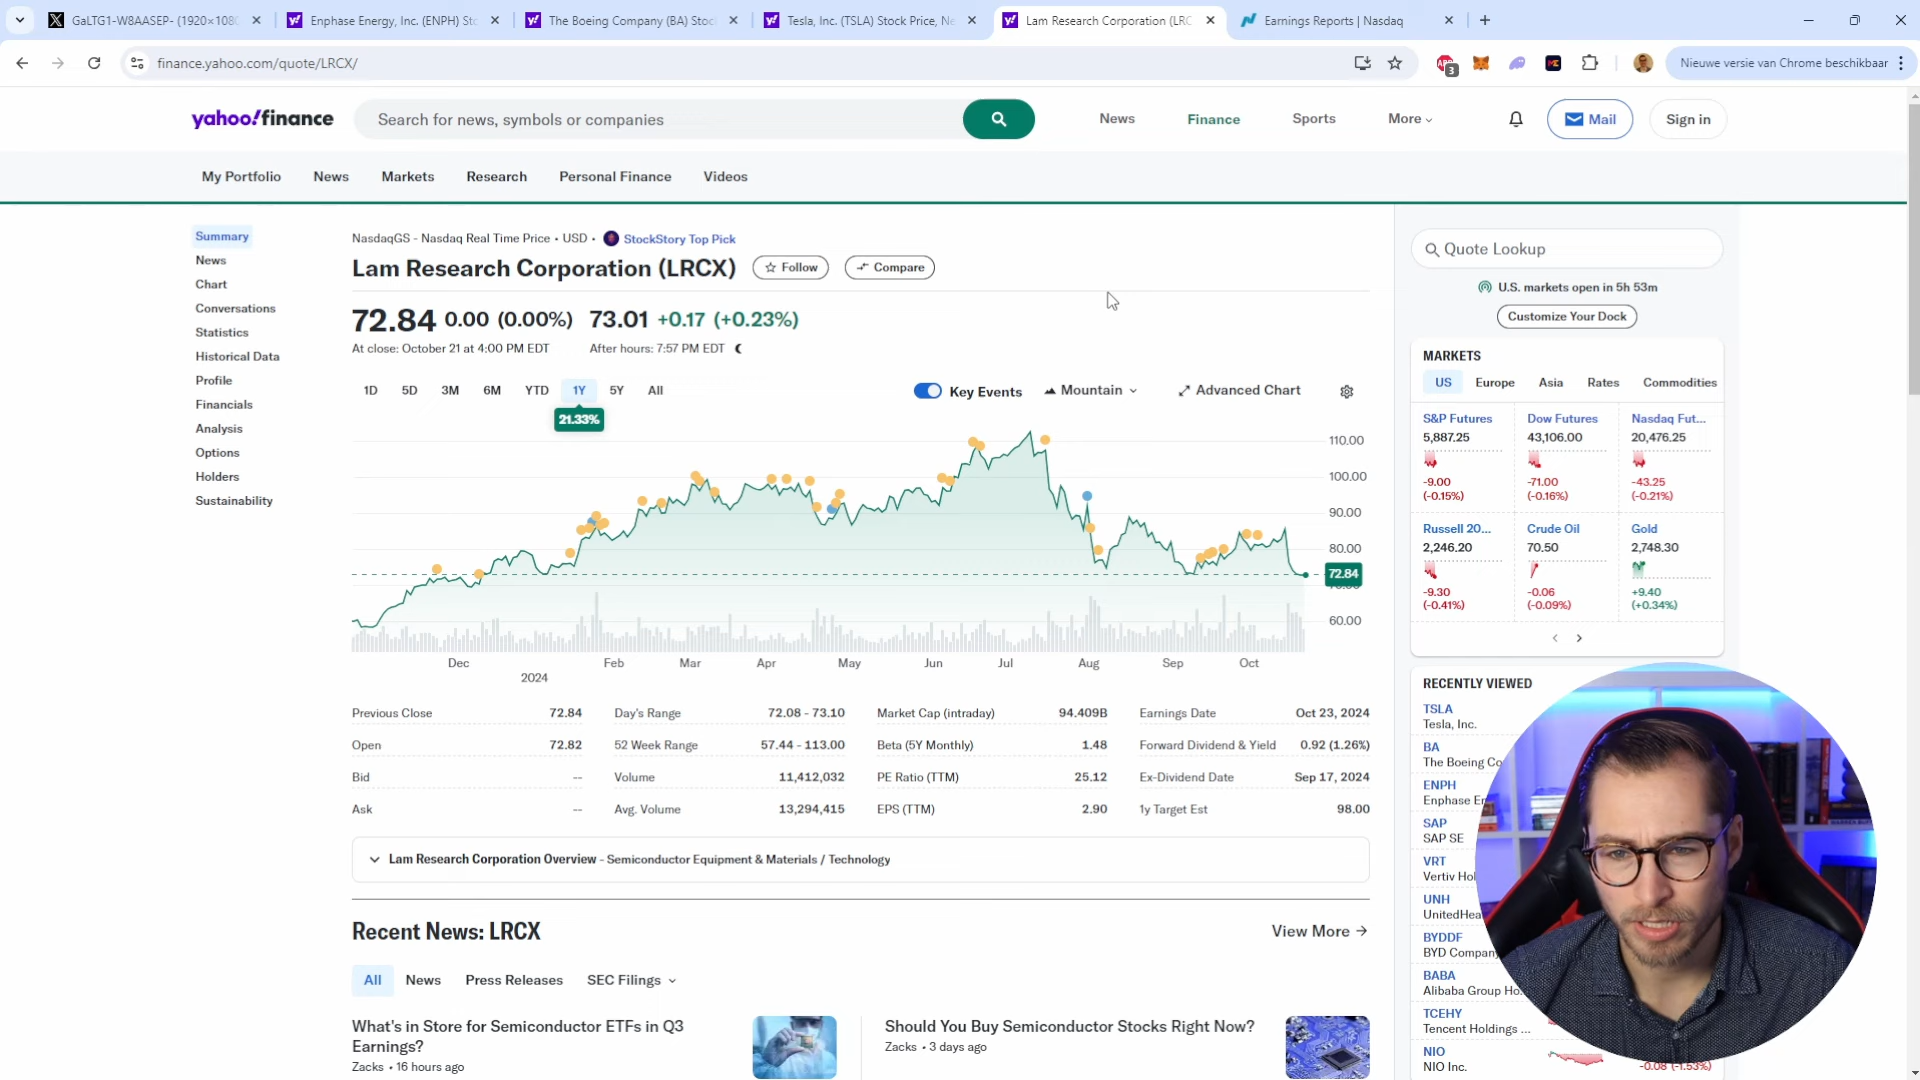 GaLTG1-W8AASEP- (1920×1080
Enphase Energy, Inc. (ENPH) Sto
The Boeing Company (BA) Stoc
Tesla, Inc. (TSLA) Stock Price, Ne
Lam Research Corporation (LRC
Earnings Reports | Nasdaq
finance.yahoo.com/quote/LRCX/
3
Nieuwe versie van Chrome beschikbaar
yahoo!finance
Search for news, symbols or companies
News
Finance
Sports
More
Mail
Sign in
My Portfolio
News
Markets
Research
Personal Finance
Videos
Summary
News
Chart
Conversations
Statistics
Historical Data
Profile
Financials
Analysis
Options
Holders
Sustainability
NasdaqGS - Nasdaq Real Time Price • USD • StockStory Top Pick
Lam Research Corporation (LRCX)
Follow
Compare
72.84 0.00 (0.00%) 73.01 +0.17 (+0.23%)
At close: October 21 at 4:00 PM EDT After hours: 7:57 PM EDT
1D 5D 3M 6M YTD 1Y 5Y All
21.33%
Key Events
Mountain
Advanced Chart
110.00
100.00
90.00
80.00
72.84
60.00
Dec Feb Mar Apr May Jun Jul Aug Sep Oct
2024
Previous Close 72.84 Day's Range 72.08 - 73.10 Market Cap (intraday) 94.409B Earnings Date Oct 23, 2024
Open 72.82 52 Week Range 57.44 - 113.00 Beta (5Y Monthly) 1.48 Forward Dividend & Yield 0.92 (1.26%)
Bid -- Volume 11,412,032 PE Ratio (TTM) 25.12 Ex-Dividend Date Sep 17, 2024
Ask -- Avg. Volume 13,294,415 EPS (TTM) 2.90 1y Target Est 98.00
Lam Research Corporation Overview - Semiconductor Equipment & Materials / Technology
Recent News: LRCX
View More
All
News
Press Releases
SEC Filings
What's in Store for Semiconductor ETFs in Q3
Earnings?
Zacks • 16 hours ago
Should You Buy Semiconductor Stocks Right Now?
Zacks • 3 days ago
Quote Lookup
U.S. markets open in 5h 53m
Customize Your Dock
MARKETS
US Europe Asia Rates Commodities
S&P Futures Dow Futures Nasdaq Fut...
5,887.25 43,106.00 20,476.25
-9.00 -71.00 -43.25
(-0.15%) (-0.16%) (-0.21%)
Russell 20... Crude Oil Gold
2,246.20 70.50 2,748.30
-9.30 -0.06 +9.40
(-0.41%) (-0.09%) (+0.34%)
RECENTLY VIEWED
TSLA
Tesla, Inc.
BA
The Boeing Co
ENPH
Enphase En
SAP
SAP SE
VRT
Vertiv Hol
UNH
UnitedHea
BYDDF
BYD Company
BABA
Alibaba Group Ho...
TCEHY
Tencent Holdings ...
NIO
NIO Inc.
-0.08 (-1.53%)